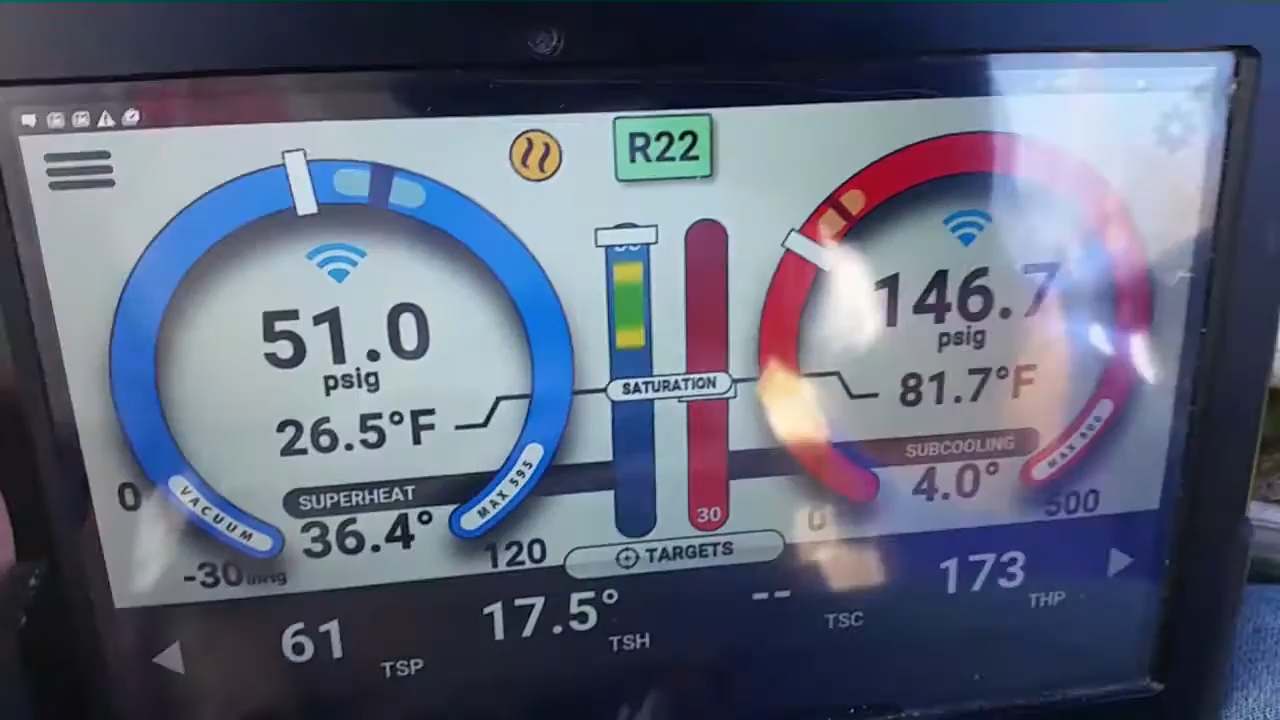 R22
51.0
psig
26.5°F
SUPERHEAT
36.4°
VACUUM
MAX 595
0
-30inHg
120
SATURATION
30
TARGETS
146.7
psig
81.7°F
SUBCOOLING
4.0°
MAX 800
0
500
61
TSP
17.5°
TSH
--
TSC
173
THP